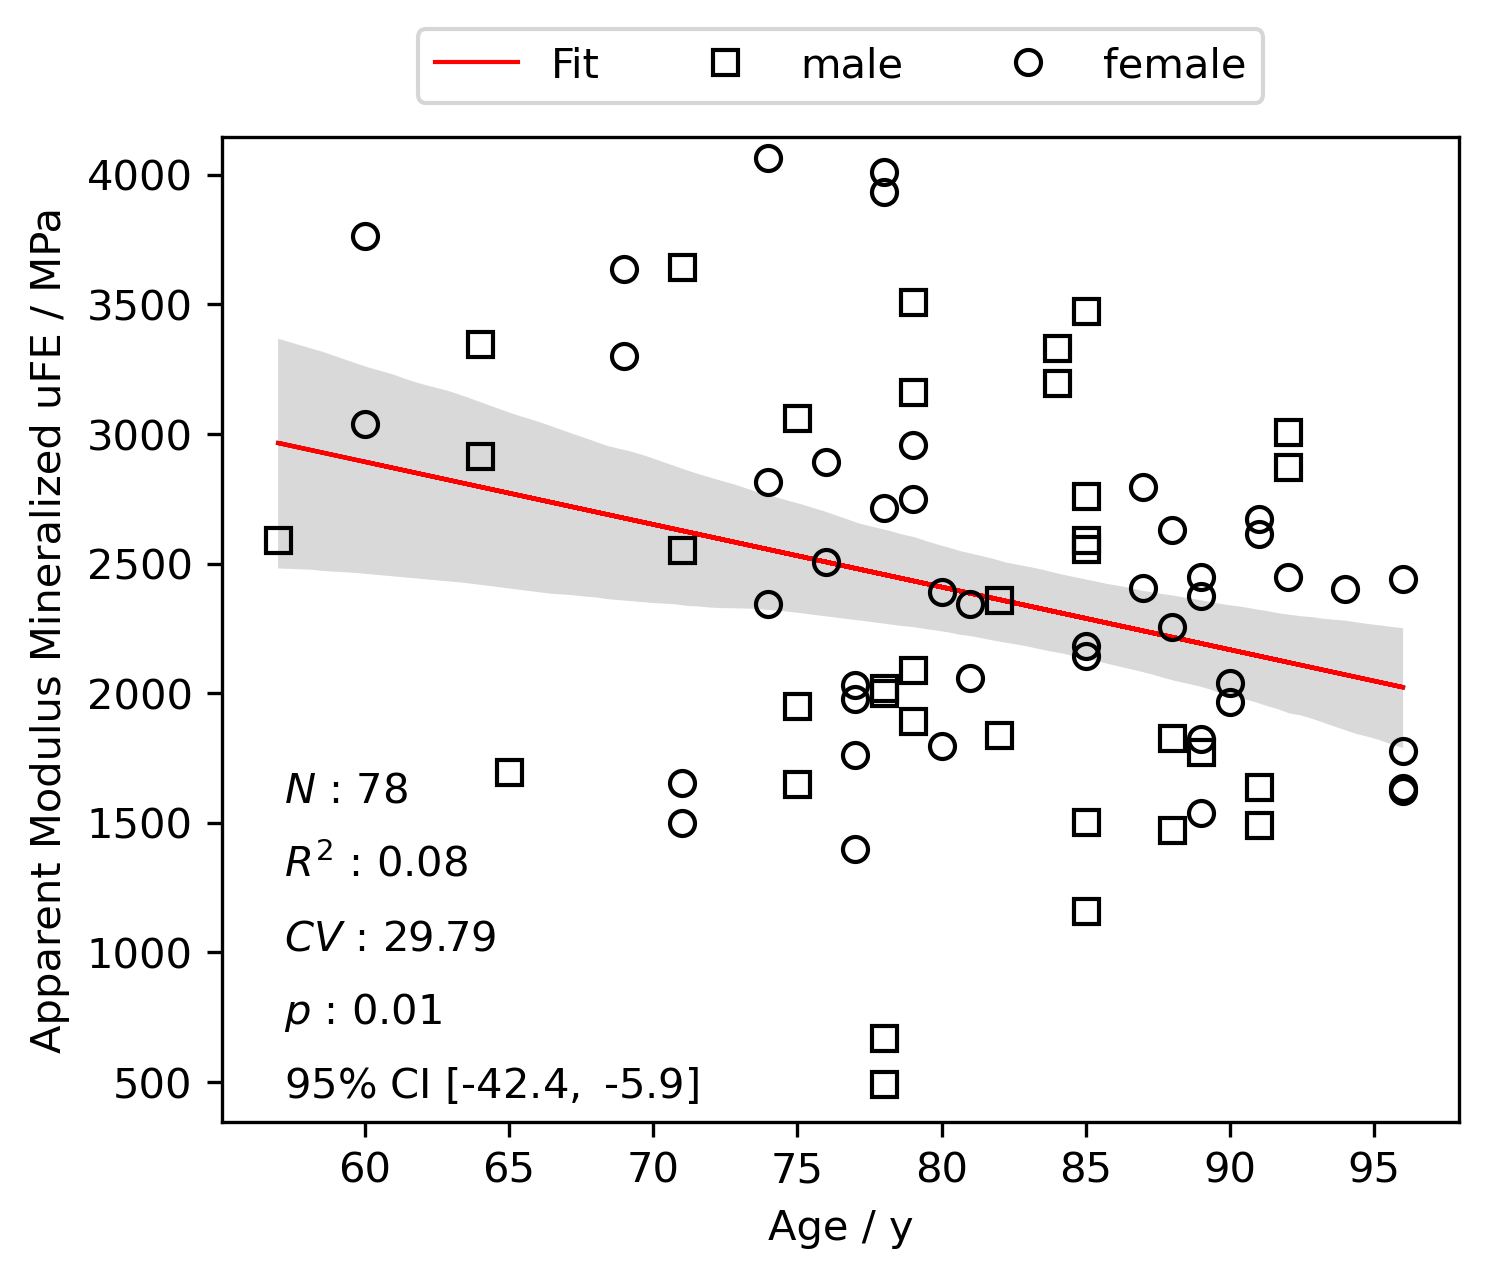 Fit male female
Apparent Modulus Mineralized uFE / MPa
4000
3500
3000
2500
2000
1500
1000
500
N : 78
R² : 0.08
CV : 29.79
p : 0.01
95% CI [-42.4, -5.9]
60 65 70 75 80 85 90 95
Age / y